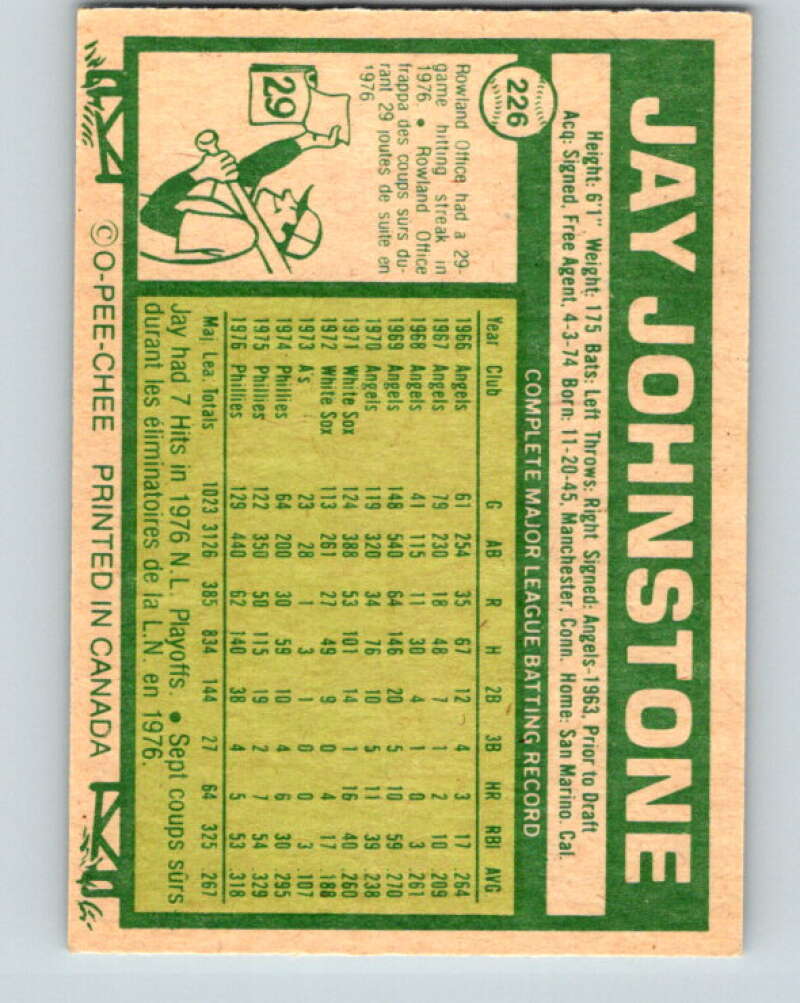 JAY JOHNSTONE
Height: 6'1" Weight: 175 Bats: Left Throws: Right Signed: Angels-1963, Prior to Draft
Acq: Signed, Free Agent, 4-3-74 Born: 11-20-45, Manchester, Conn. Home: San Marino, Cal.
226
Rowland Office had a 29-
game hitting streak in
1976. • Rowland Office
frappa des coups sûrs du-
rant 29 joutes de suite en
1976
29
COMPLETE MAJOR LEAGUE BATTING RECORD
Year Club G AB R H 2B 3B HR RBI AVG
1966 Angels 61 254 35 67 12 4 3 17 .264
1967 Angels 79 230 18 48 7 1 2 10 .209
1968 Angels 41 115 11 30 4 1 0 3 .261
1969 Angels 148 540 64 146 20 5 10 59 .270
1970 Angels 119 320 34 76 10 5 11 39 .238
1971 White Sox 124 388 53 101 14 1 16 40 .260
1972 White Sox 113 261 27 49 9 0 4 17 .188
1973 A's 23 28 1 3 1 0 0 3 .107
1974 Phillies 64 200 30 59 10 4 6 30 .295
1975 Phillies 122 350 50 115 19 2 7 54 .329
1976 Phillies 129 440 62 140 38 4 5 53 .318
Maj. Lea. Totals 1023 3126 385 834 144 27 64 325 .267
Jay had 7 Hits in 1976 N.L. Playoffs. • Sept coups sûrs
durant les éliminatoires de la L.N. en 1976.
© O-PEE-CHEE PRINTED IN CANADA